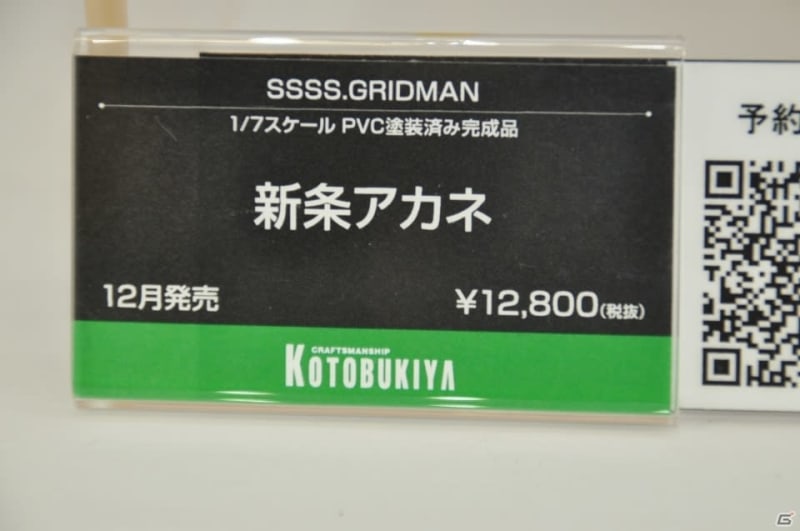 SSSS.GRIDMAN
1/7スケール PVC塗装済み完成品
新条アカネ
12月発売
¥12,800(税抜)
CRAFTSMANSHIP
KOTOBUKIYA
予約